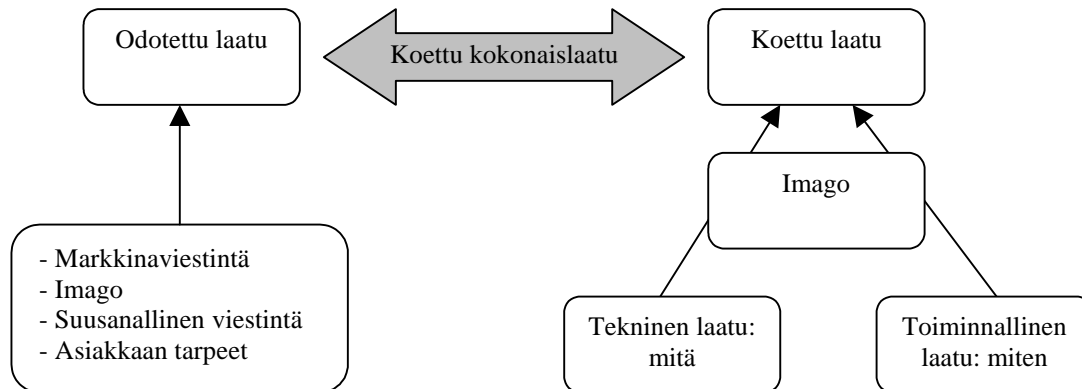 Odotettu laatu
Koettu kokonaislaatu
Koettu laatu
Imago
- Markkinaviestintä
- Imago
- Suusanallinen viestintä
- Asiakkaan tarpeet
Tekninen laatu:
mitä
Toiminnallinen
laatu: miten